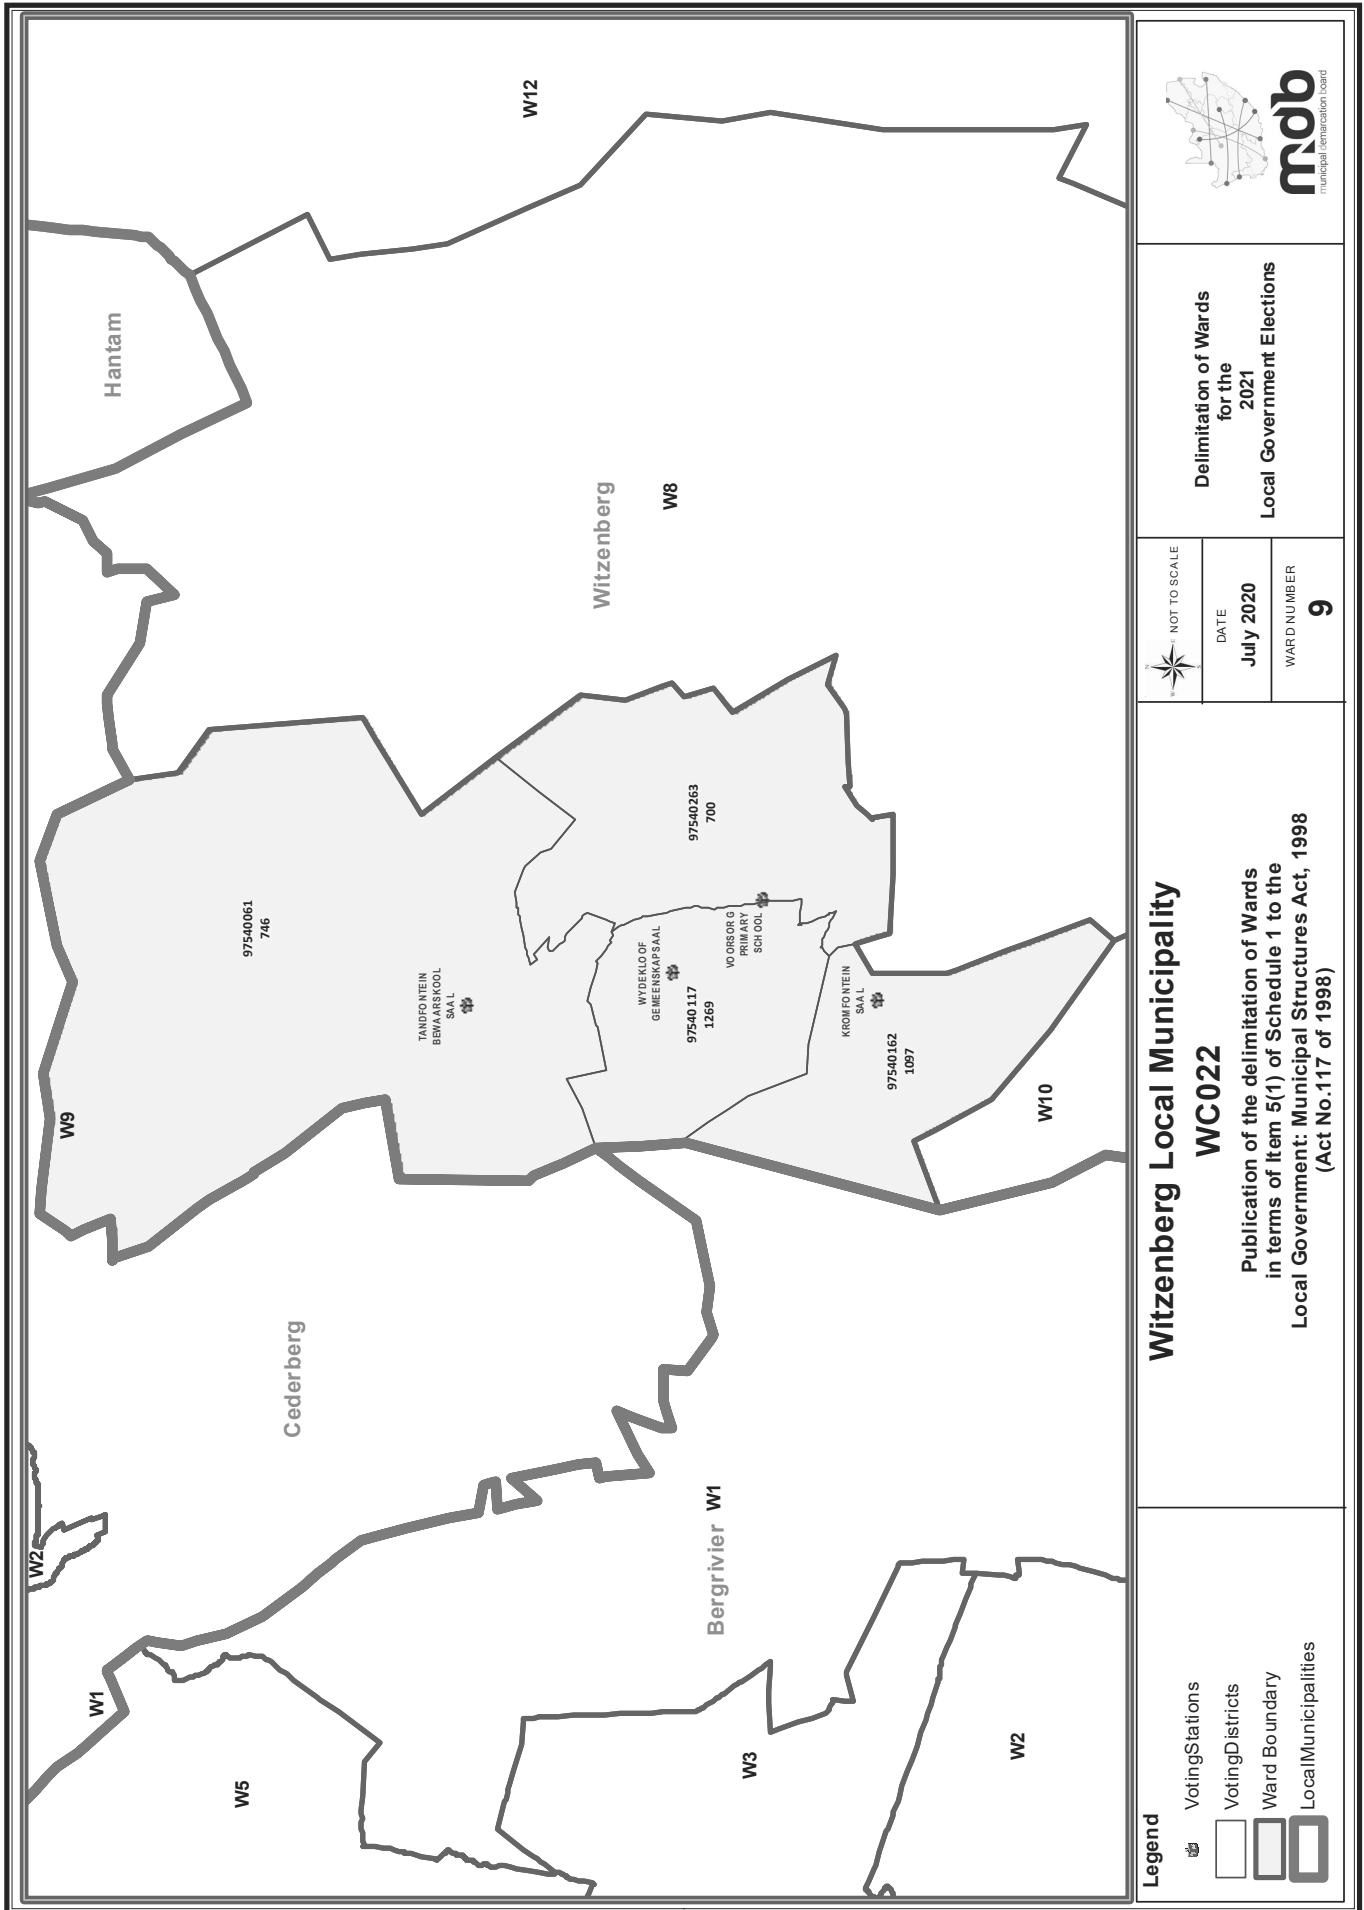 W12
Hantam
Witzenberg
W8
97540061
746
97540263
700
W9
TANDFONTEIN
BEWAARSKOOL
SAAL
WYDEKLOOF
GEMEENSKAPSAAL
97540117
1269
VOORSORG
PRIMARY
SCHOOL
KROMFONTEIN
SAAL
97540162
1097
W10
Cederberg
W2
W1
Bergrivier
W1
W5
W3
W2
Legend
VotingStations
VotingDistricts
Ward Boundary
LocalMunicipalities
Witzenberg Local Municipality
WC022
Publication of the delimitation of Wards
in terms of Item 5(1) of Schedule 1 to the
Local Government: Municipal Structures Act, 1998
(Act No.117 of 1998)
N
E
S
W
NOT TO SCALE
DATE
July 2020
WARD NUMBER
9
Delimitation of Wards
for the
2021
Local Government Elections
mdb
municipal demarcation board